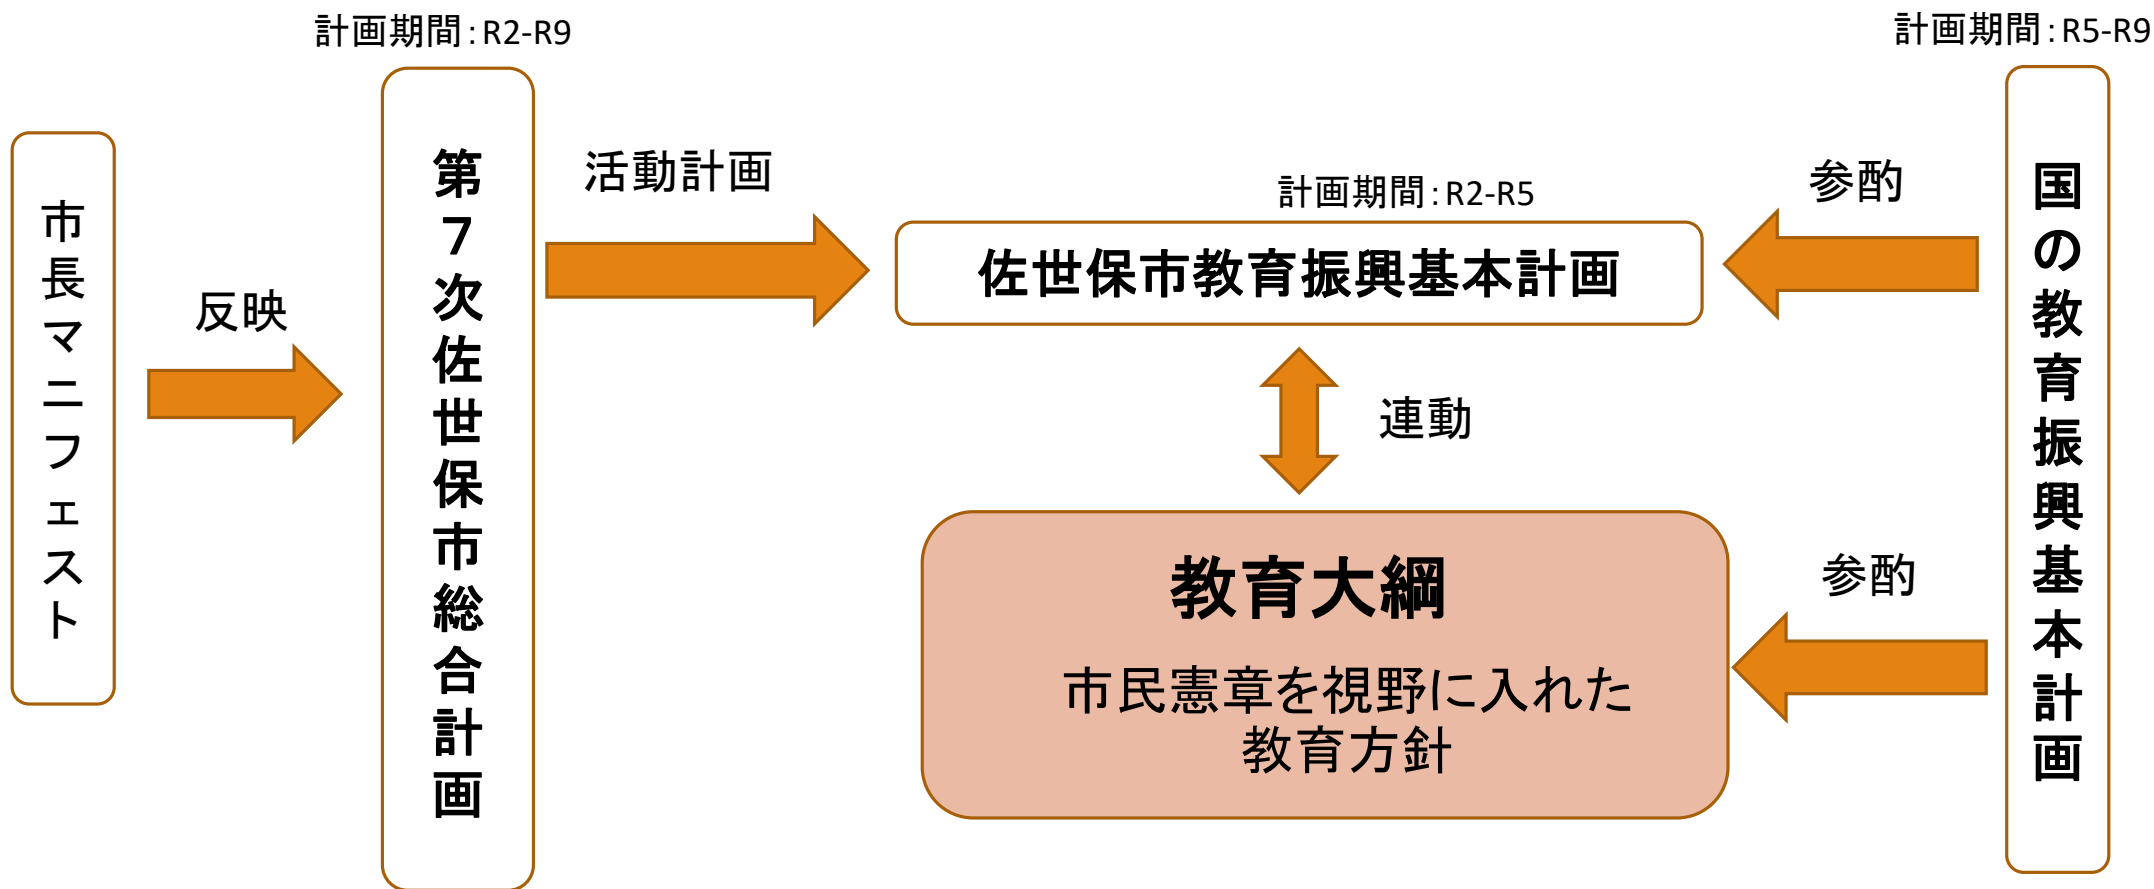 計画期間：R2-R9
計画期間：R5-R9
市長マニフェスト
反映
第７次佐世保市総合計画
活動計画
計画期間：R2-R5
佐世保市教育振興基本計画
連動
教育大綱
市民憲章を視野に入れた
教育方針
参酌
参酌
国の教育振興基本計画